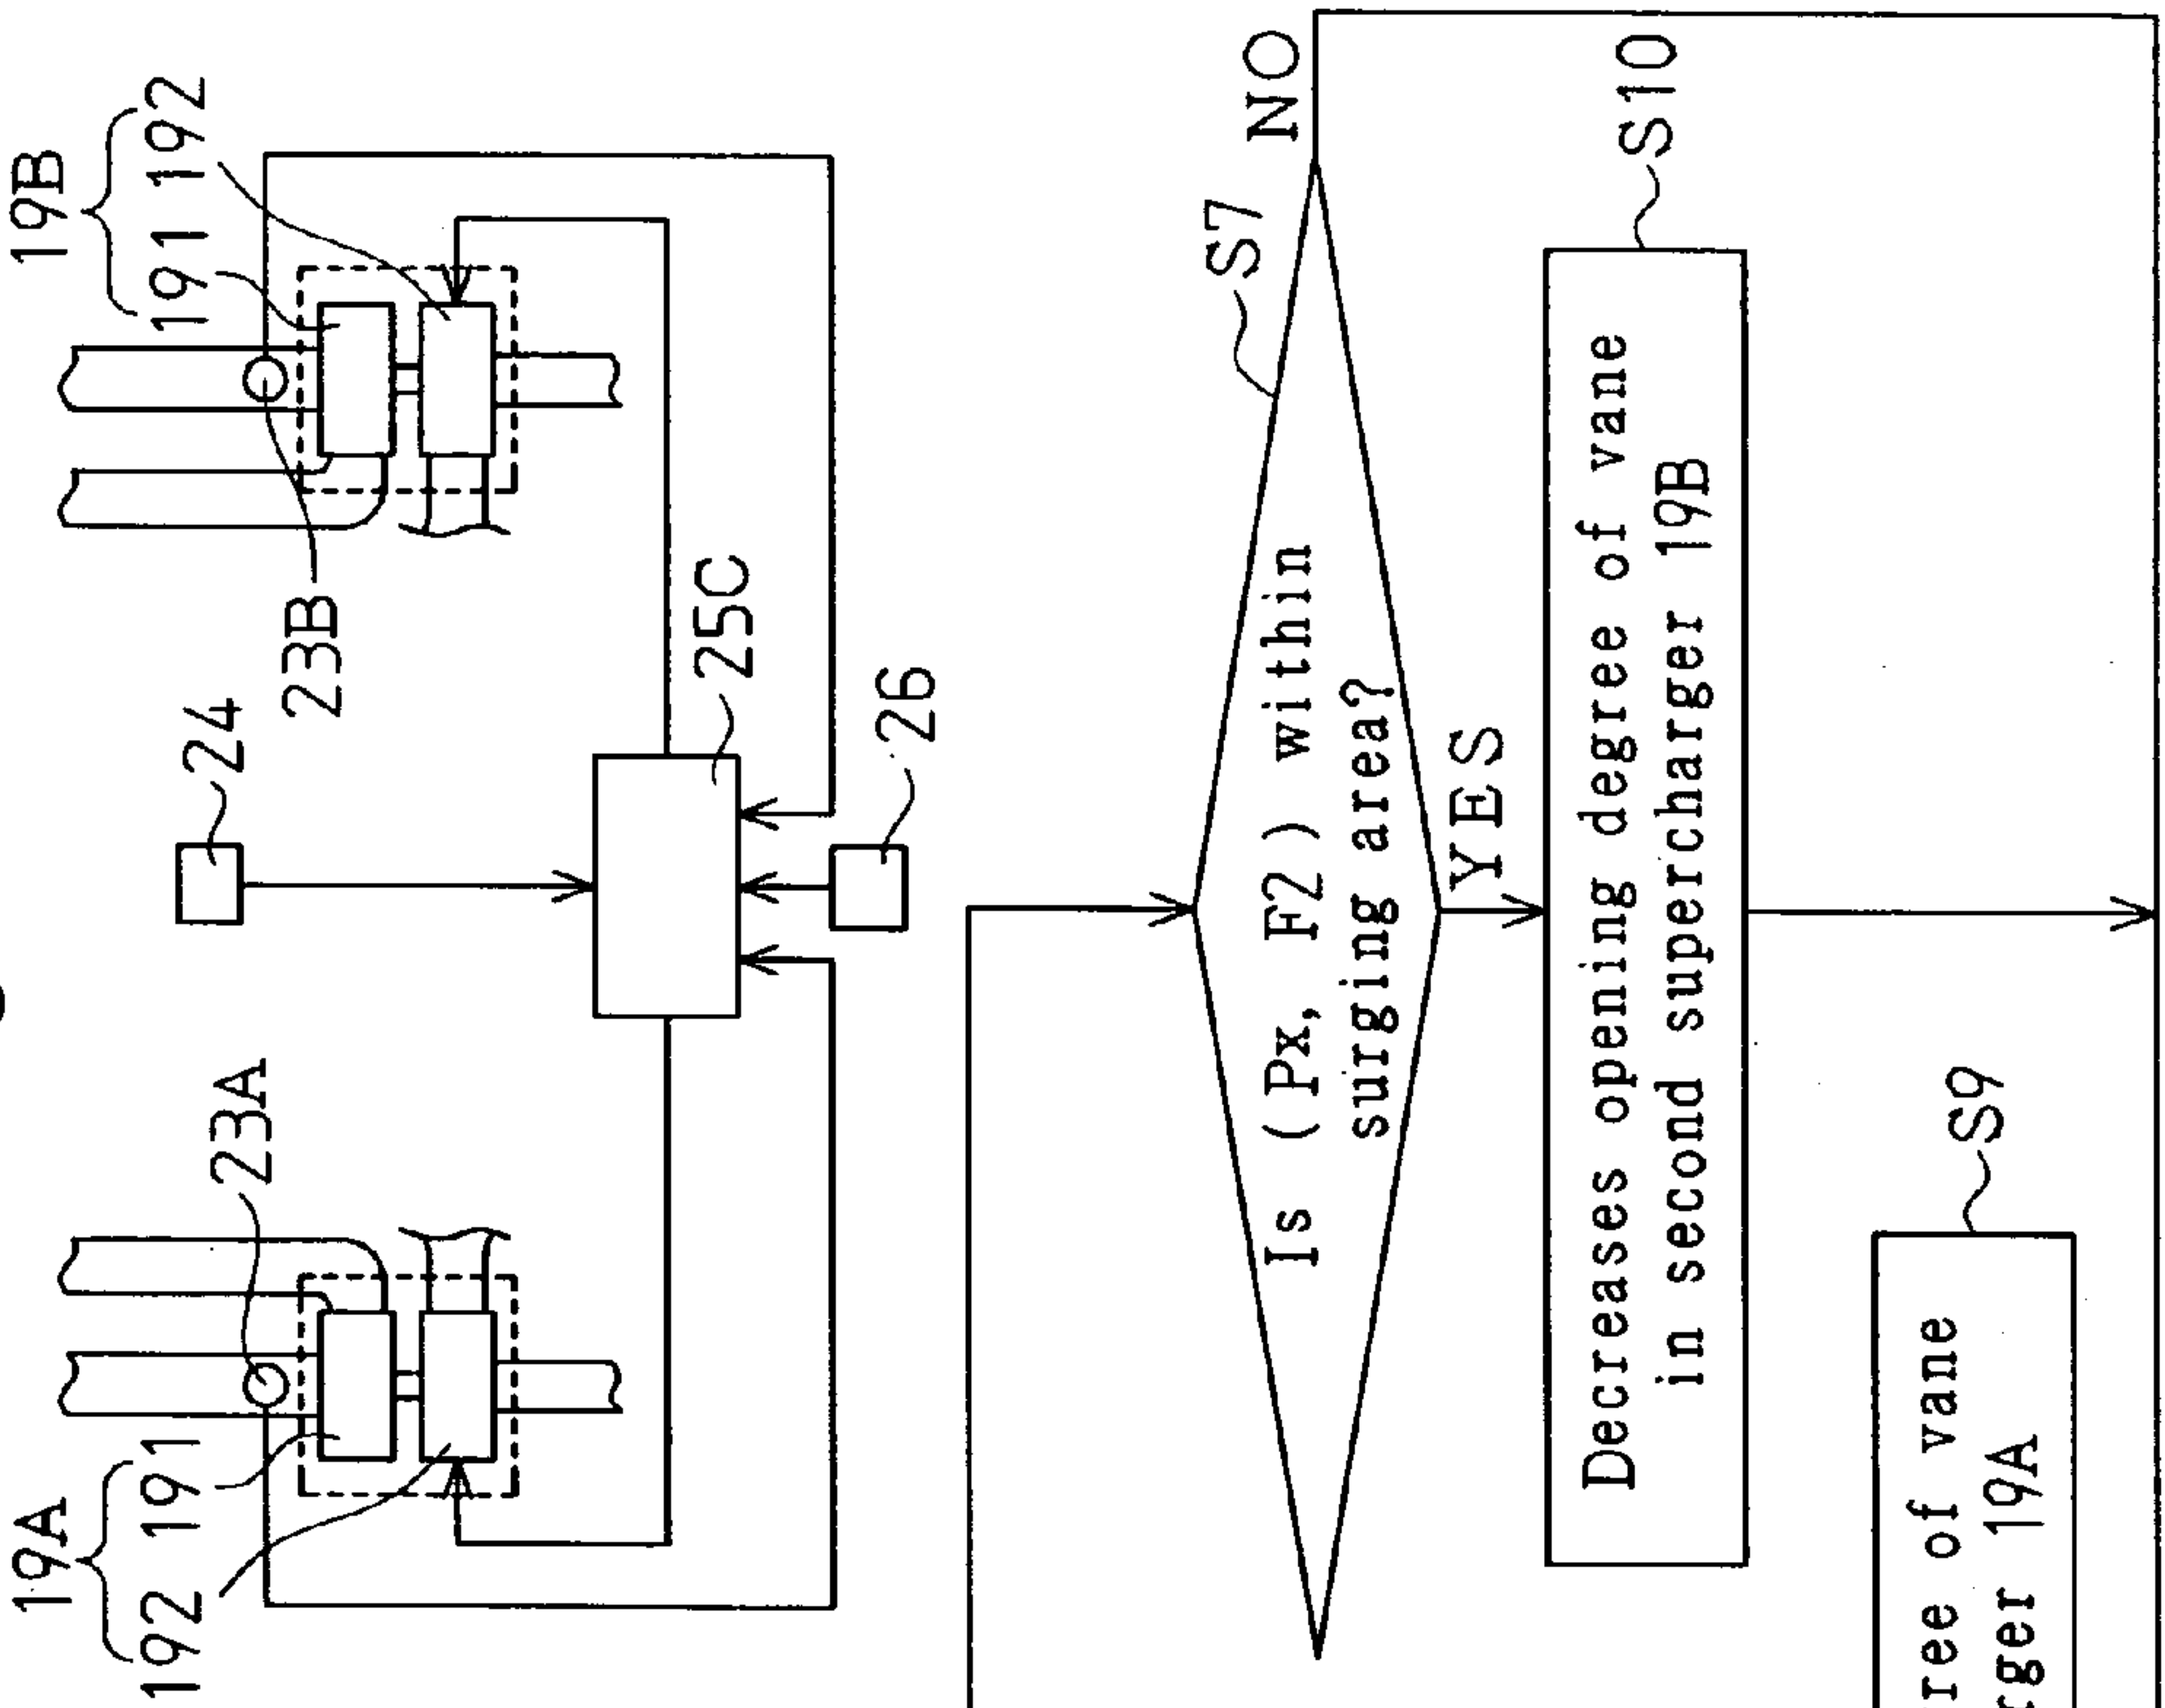 19A
19B
192 191
191 192
24
23A
23B
25C
26
S7
NO
Is (Px, F2) within
surging area?
YES
S10
Decreases opening degree of vane
in second supercharger 19B
S9
ree of vane
ger 19A